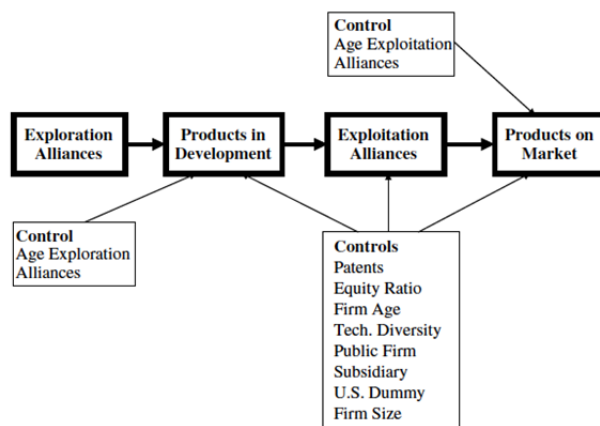 Control
Age Exploitation
Alliances
Exploration
Alliances
Products in
Development
Exploitation
Alliances
Products on
Market
Control
Age Exploration
Alliances
Controls
Patents
Equity Ratio
Firm Age
Tech. Diversity
Public Firm
Subsidiary
U.S. Dummy
Firm Size